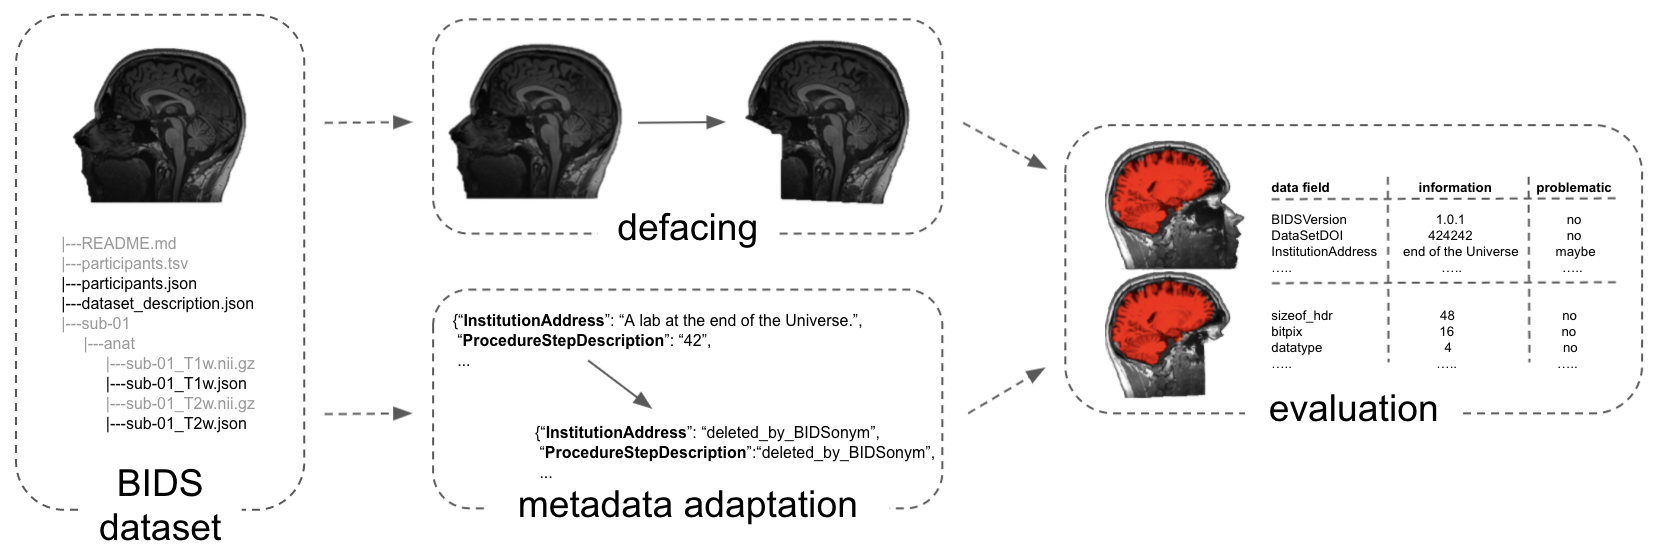 |---README.md
|---participants.tsv
|---participants.json
|---dataset_description.json
|---sub-01
|---anat
|---sub-01_T1w.nii.gz
|---sub-01_T1w.json
|---sub-01_T2w.nii.gz
|---sub-01_T2w.json
BIDS
dataset
defacing
{“InstitutionAddress”: “A lab at the end of the Universe.”,
“ProcedureStepDescription”: “42”,
...
{“InstitutionAddress”: “deleted_by_BIDSonym”,
“ProcedureStepDescription”:“deleted_by_BIDSonym”,
...
metadata adaptation
data field information problematic
BIDSVersion 1.0.1 no
DataSetDOI 424242 no
InstitutionAddress end of the Universe maybe
….. ….. …..
sizeof_hdr 48 no
bitpix 16 no
datatype 4 no
….. ….. …..
evaluation